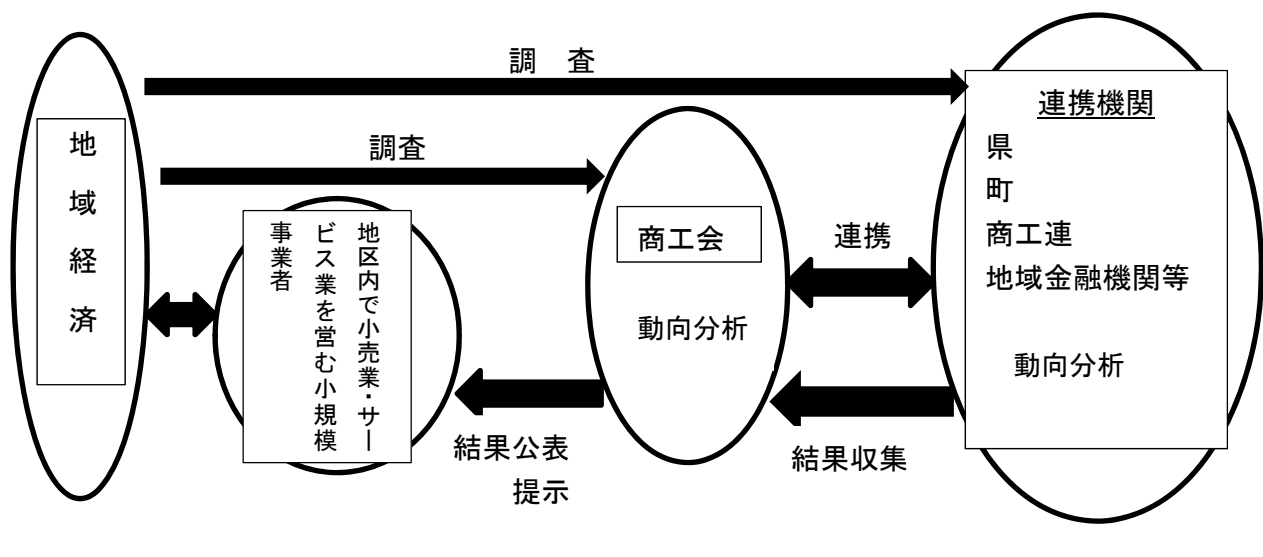 調　査
連携機関
県
町
商工連
地域金融機関等
動向分析
地域経済
調査
地区内で小売業・サー
ビス業を営む小規模
事業者
商工会
動向分析
連携
結果公表
提示
結果収集